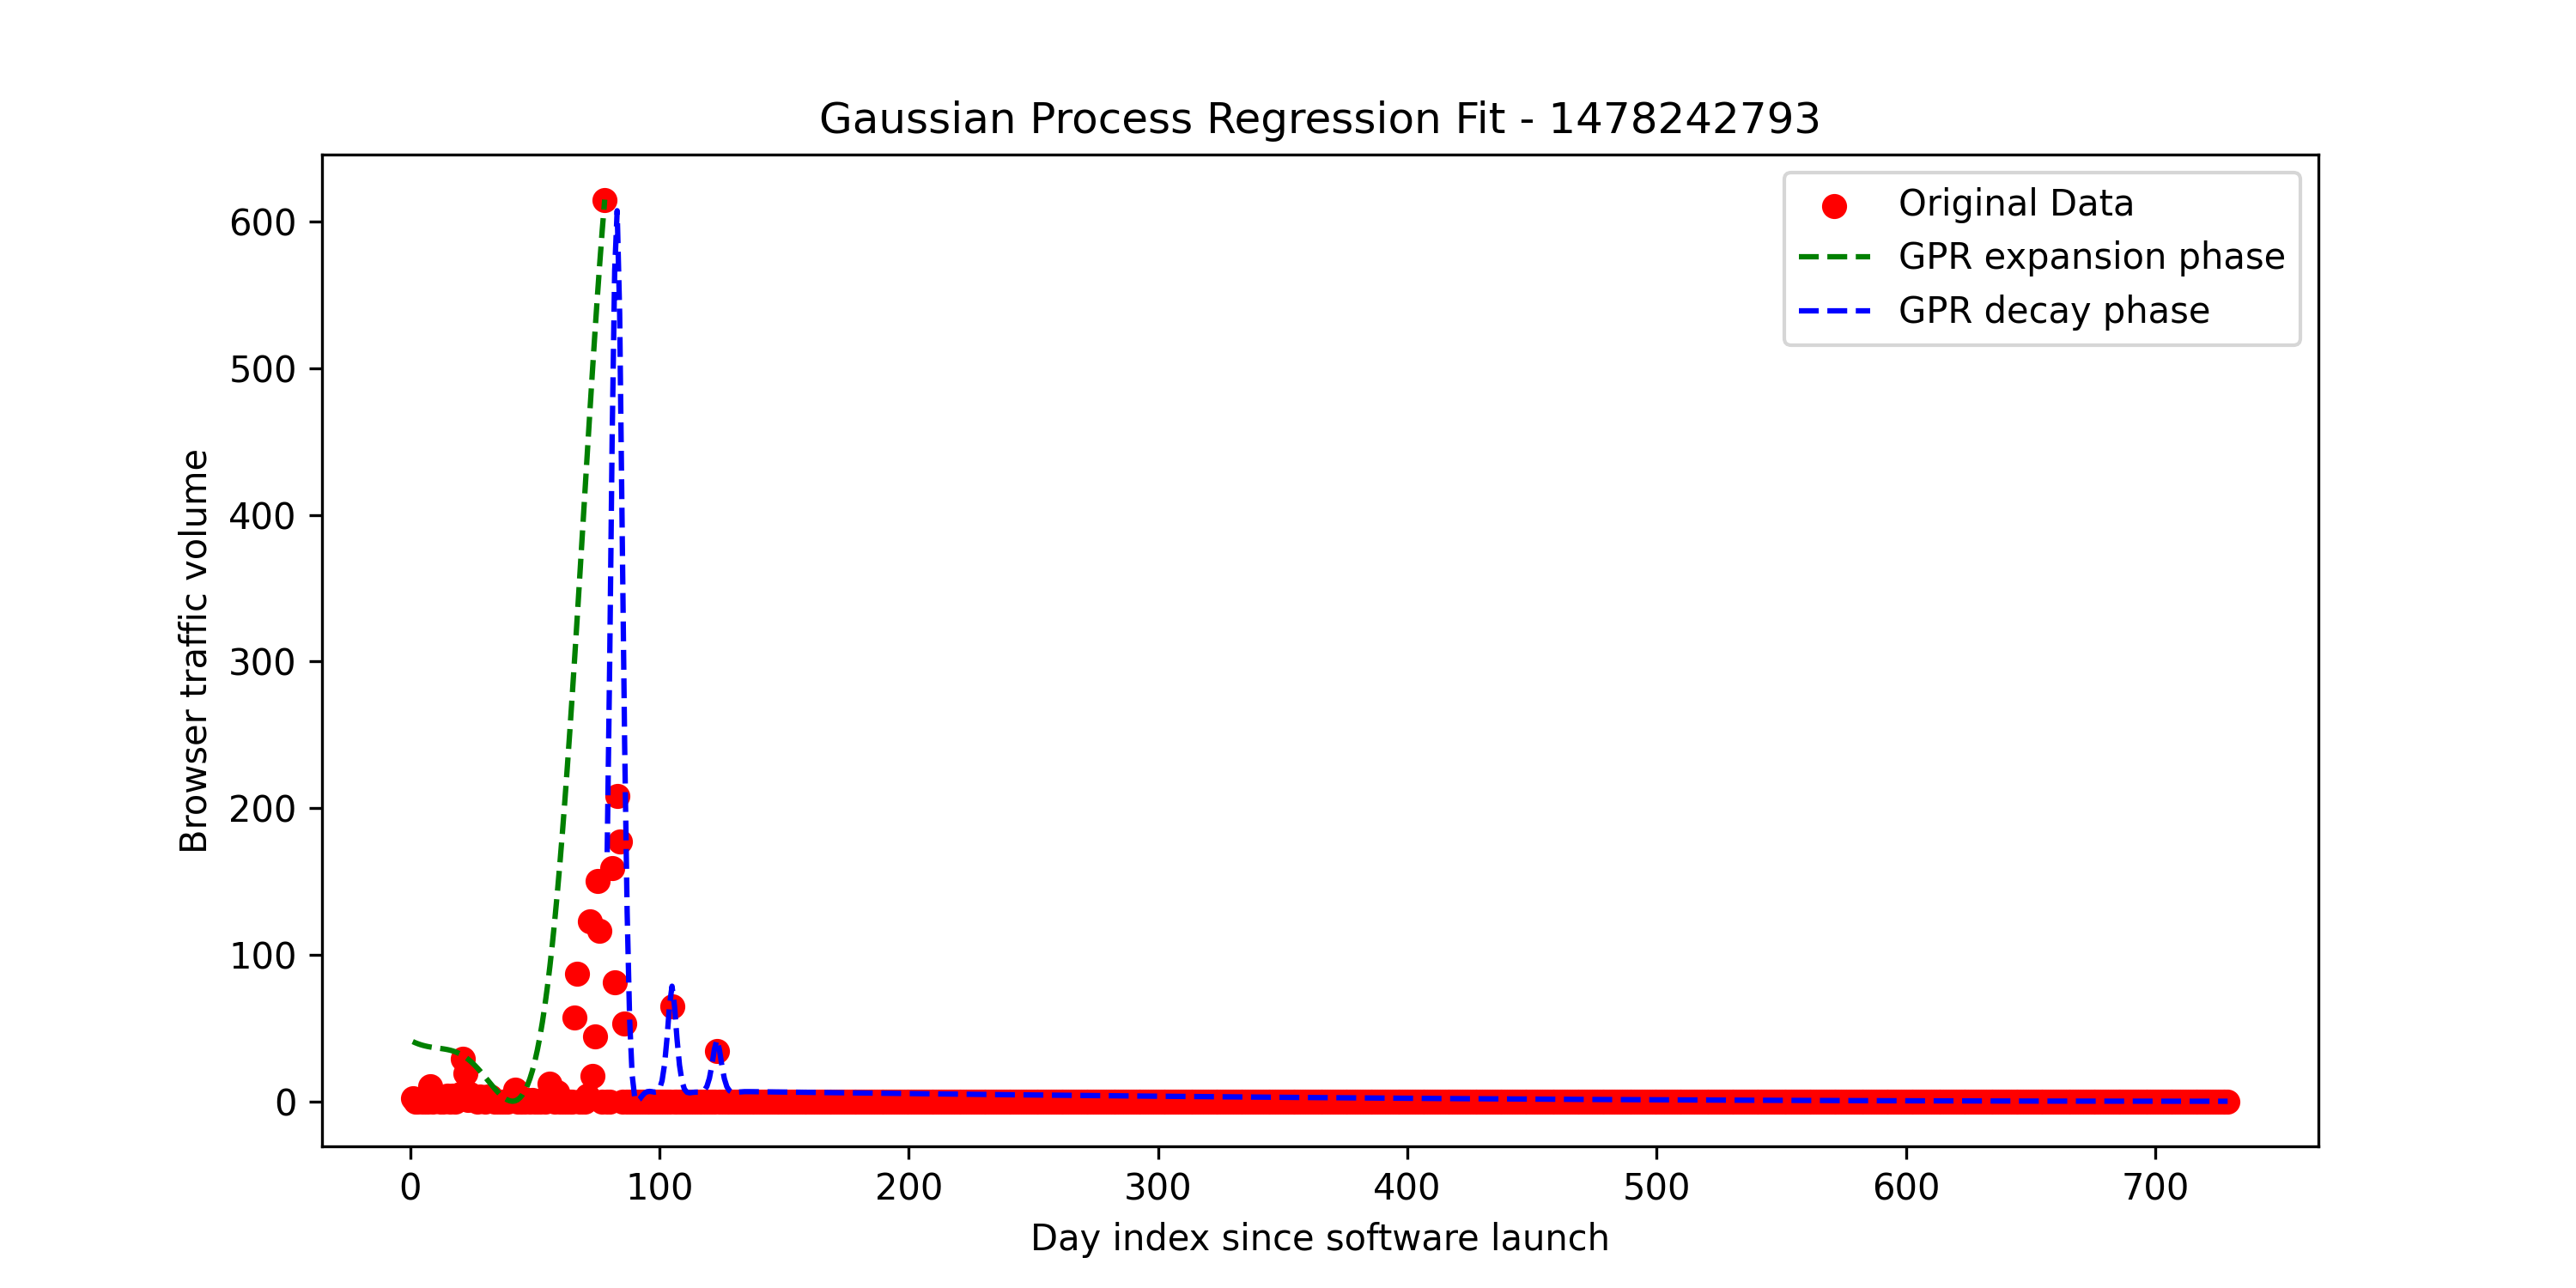 Gaussian Process Regression Fit - 1478242793
Original Data
GPR expansion phase
GPR decay phase
Browser traffic volume
600
500
400
300
200
100
0
0 100 200 300 400 500 600 700
Day index since software launch